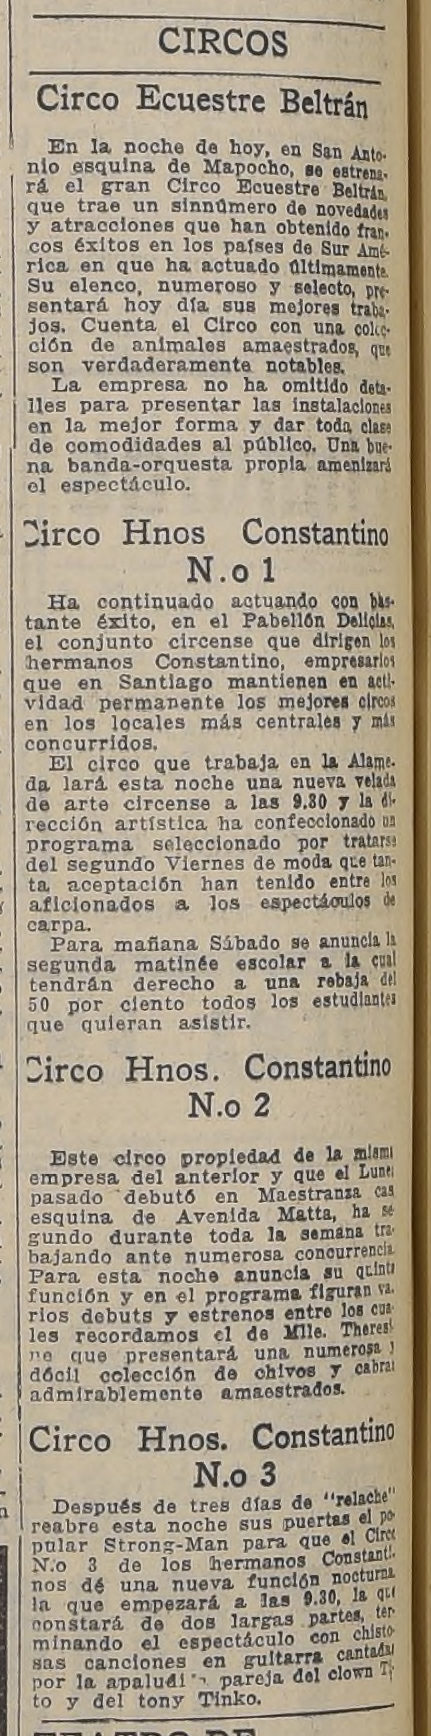 CIRCOS
Circo Ecuestre Beltrán
En la noche de hoy, en San Anto-
nio esquina de Mapocho, se estrena-
rá el gran Circo Ecuestre Beltrán,
que trae un sinnúmero de novedades
y atracciones que han obtenido fran-
cos éxitos en los países de Sur Amé-
rica en que ha actuado últimamente.
Su elenco, numeroso y selecto, pre-
sentará hoy día sus mejores traba-
jos. Cuenta el Circo con una colec-
ción de animales amaestrados, que
son verdaderamente notables.
La empresa no ha omitido deta-
lles para presentar las instalaciones
en la mejor forma y dar toda clase
de comodidades al público. Una bue-
na banda-orquesta propia amenizará
el espectáculo.
Circo Hnos Constantino
N.o 1
Ha continuado actuando con bas-
tante éxito, en el Pabellón Delicias,
el conjunto circense que dirigen los
hermanos Constantino, empresarios
que en Santiago mantienen en acti-
vidad permanente los mejores circos
en los locales más centrales y más
concurridos.
El circo que trabaja en la Alame-
da lará esta noche una nueva velada
de arte circense a las 9.30 y la di-
rección artística ha confeccionado un
programa seleccionado por tratarse
del segundo Viernes de moda que tan-
ta aceptación han tenido entre los
aficionados a los espectáculos de
carpa.
Para mañana Sábado se anuncia la
segunda matinée escolar a la cual
tendrán derecho a una rebaja del
50 por ciento todos los estudiantes
que quieran asistir.
Circo Hnos. Constantino
N.o 2
Este circo propiedad de la misma
empresa del anterior y que el Lunes
pasado debutó en Maestranza casi
esquina de Avenida Matta, ha se-
gundo durante toda la semana tra-
bajando ante numerosa concurrencia.
Para esta noche anuncia su quinta
función y en el programa figuran va-
rios debuts y estrenos entre los cua-
les recordamos el de Mlle. Theresi-
ne que presentará una numerosa y
dócil colección de chivos y cabras
admirablemente amaestrados.
Circo Hnos. Constantino
N.o 3
Después de tres días de "relache"
reabre esta noche sus puertas el po-
pular Strong-Man para que el Circo
N.o 3 de los hermanos Constanti-
nos dé una nueva función nocturna
la que empezará a las 9.30, la que
constará de dos largas partes, ter-
minando el espectáculo con chisto-
sas canciones en guitarra cantadas
por la pareja del clown
to y del tony Tinko.
TEATRO DE